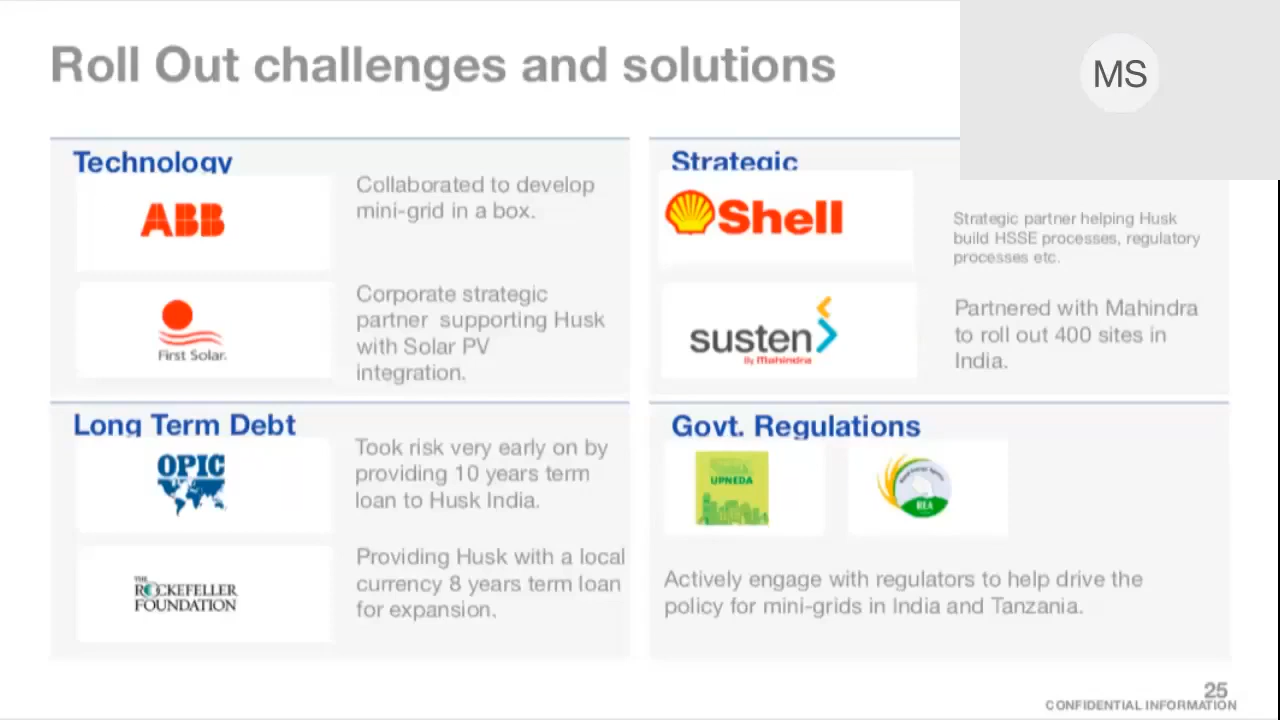 Roll Out challenges and solutions
MS
Technology
ABB
Collaborated to develop
mini-grid in a box.
First Solar.
Corporate strategic
partner supporting Husk
with Solar PV
integration.
Strategic
Shell
Strategic partner helping Husk
build HSSE processes, regulatory
processes etc.
susten
By Mahindra
Partnered with Mahindra
to roll out 400 sites in
India.
Long Term Debt
OPIC
Took risk very early on by
providing 10 years term
loan to Husk India.
THE
ROCKEFELLER
FOUNDATION
Providing Husk with a local
currency 8 years term loan
for expansion.
Govt. Regulations
UPNEDA
REA
Actively engage with regulators to help drive the
policy for mini-grids in India and Tanzania.
25
CONFIDENTIAL INFORMATION